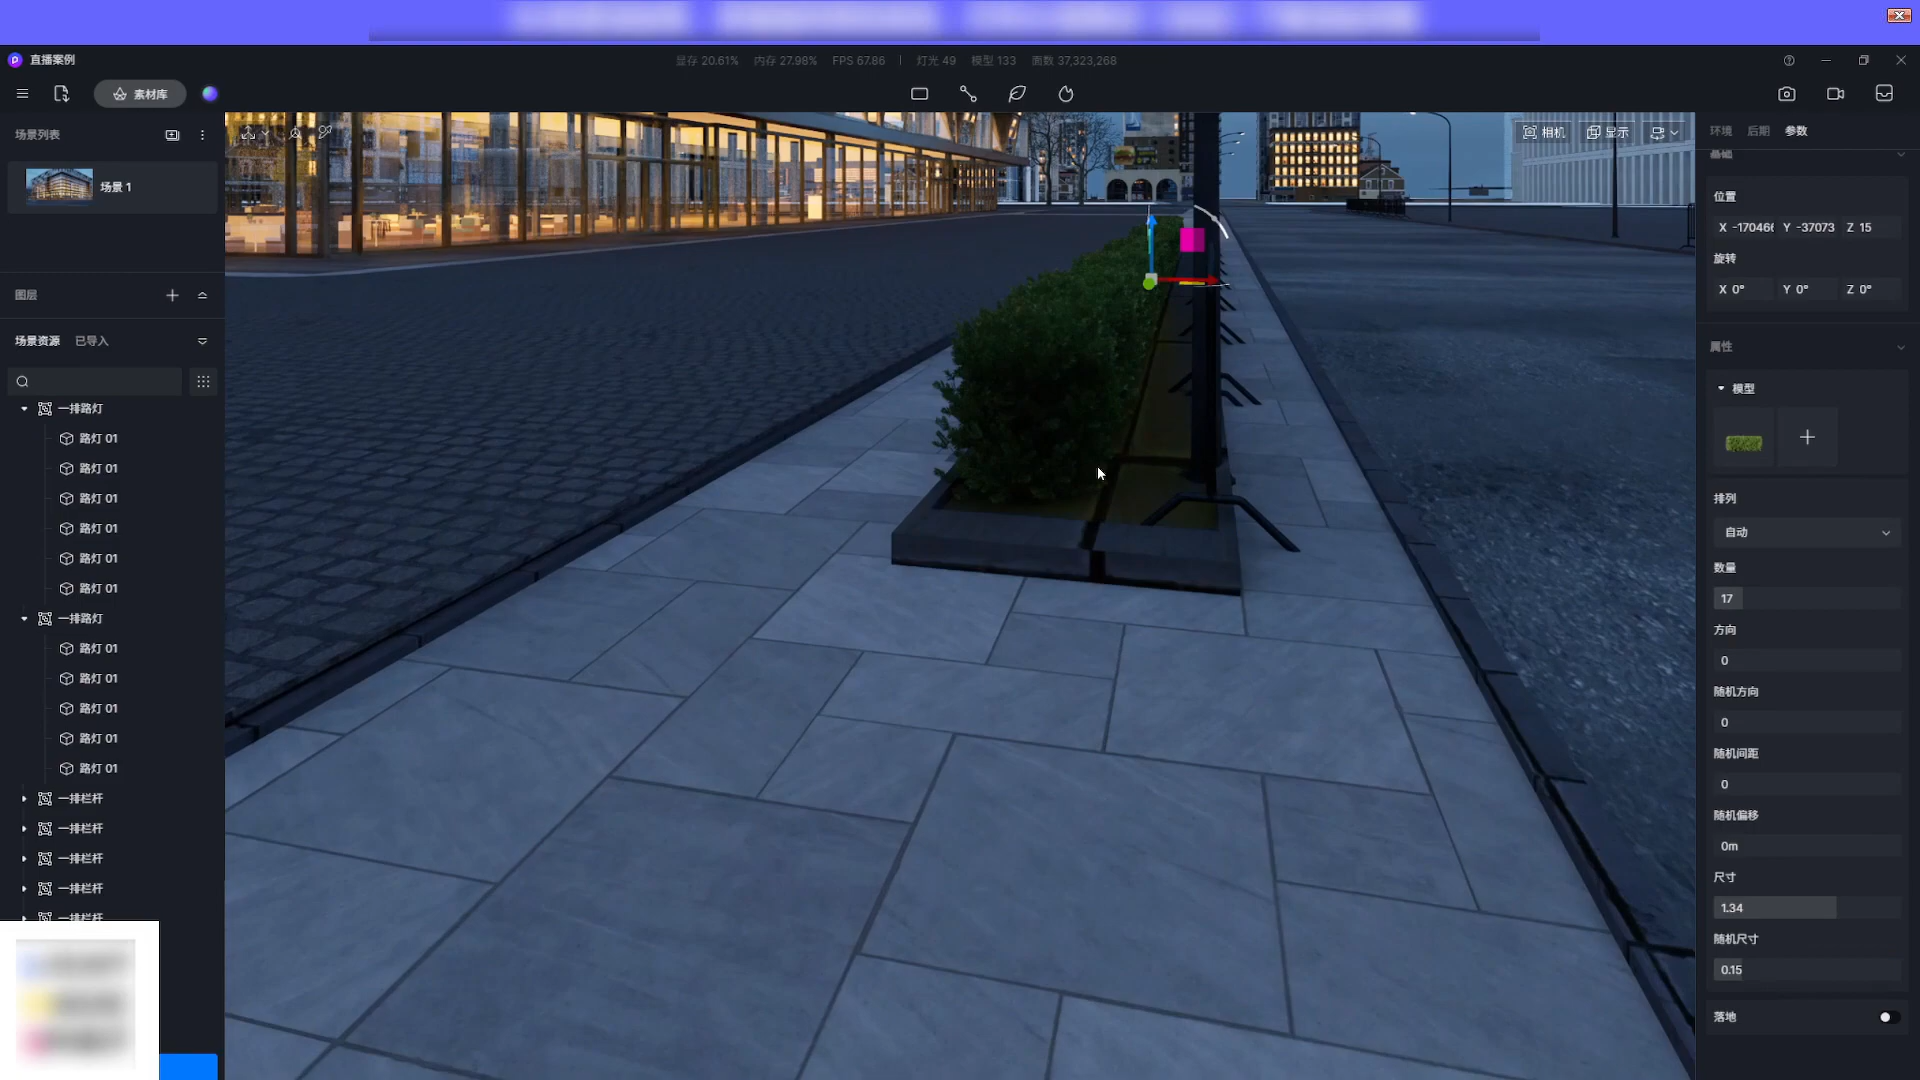 直播案例
显存 20.61% 内存 27.98% FPS 67.86 | 灯光 49 模型 133 面数 37,323,268
素材库
场景列表
场景 1
图层
场景资源 已导入
一排路灯
路灯 01
路灯 01
路灯 01
路灯 01
路灯 01
路灯 01
一排路灯
路灯 01
路灯 01
路灯 01
路灯 01
路灯 01
一排栏杆
一排栏杆
一排栏杆
一排栏杆
一排栏杆
相机 显示
环境 后期 参数
基础
位置
X -170466 Y -37073 Z 15
旋转
X 0° Y 0° Z 0°
属性
模型
排列
自动
数量
17
方向
0
随机方向
0
随机间距
0
随机偏移
0m
尺寸
1.34
随机尺寸
0.15
落地